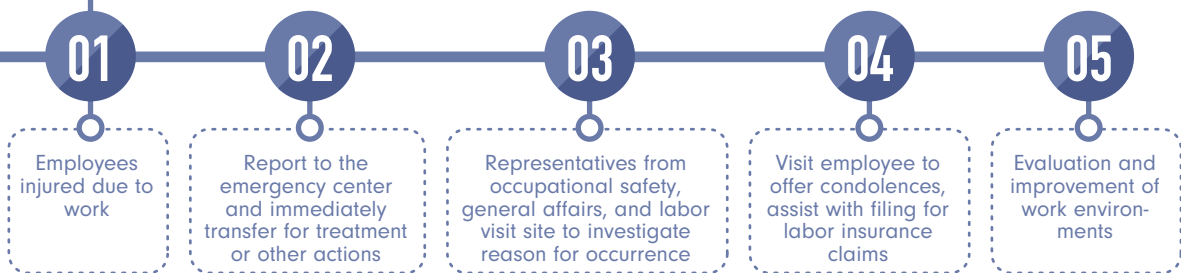 01
Employees
injured due to
work
02
Report to the
emergency center
and immediately
transfer for treatment
or other actions
03
Representatives from
occupational safety,
general affairs, and labor
visit site to investigate
reason for occurrence
04
Visit employee to
offer condolences,
assist with filing for
labor insurance
claims
05
Evaluation and
improvement of
work environ-
ments